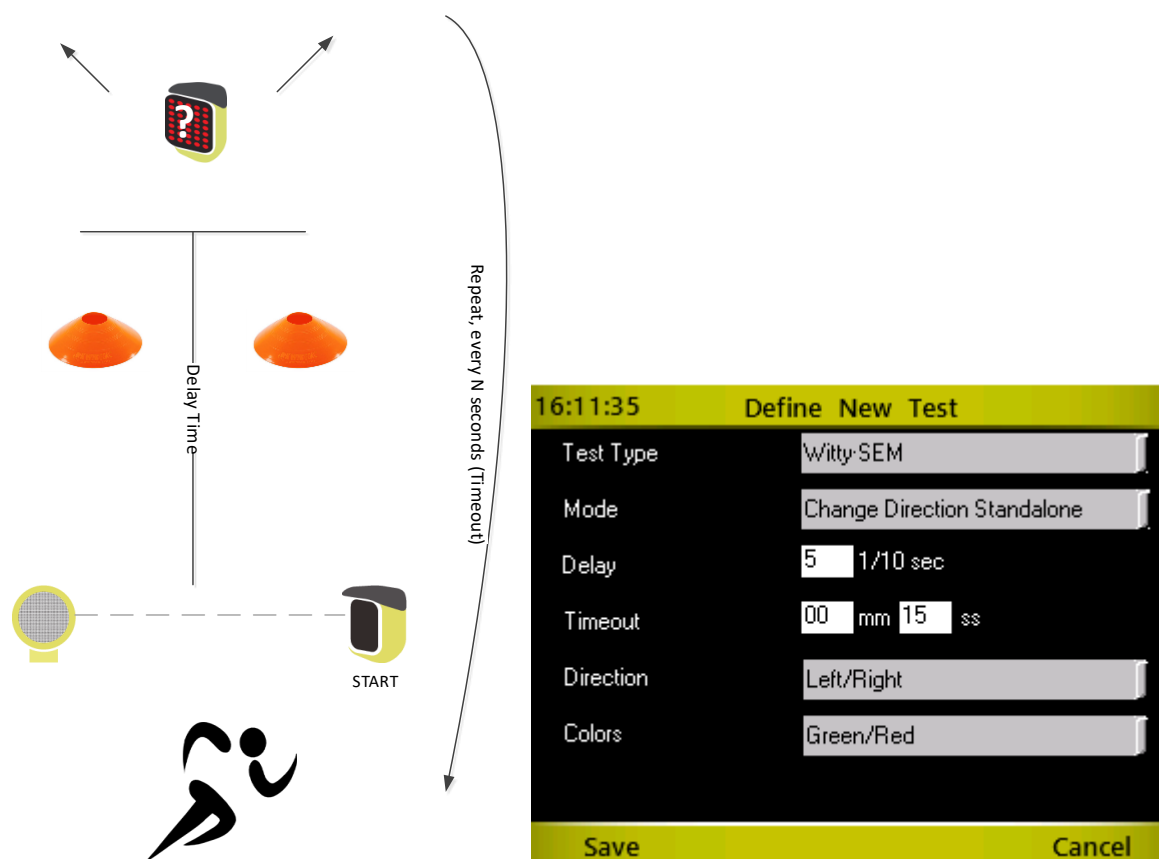 ?
Delay Time
Repeat, every N seconds (Timeout)
START
16:11:35 Define New Test
Test Type Witty·SEM
Mode Change Direction Standalone
Delay 5 1/10 sec
Timeout 00 mm 15 ss
Direction Left/Right
Colors Green/Red
Save Cancel